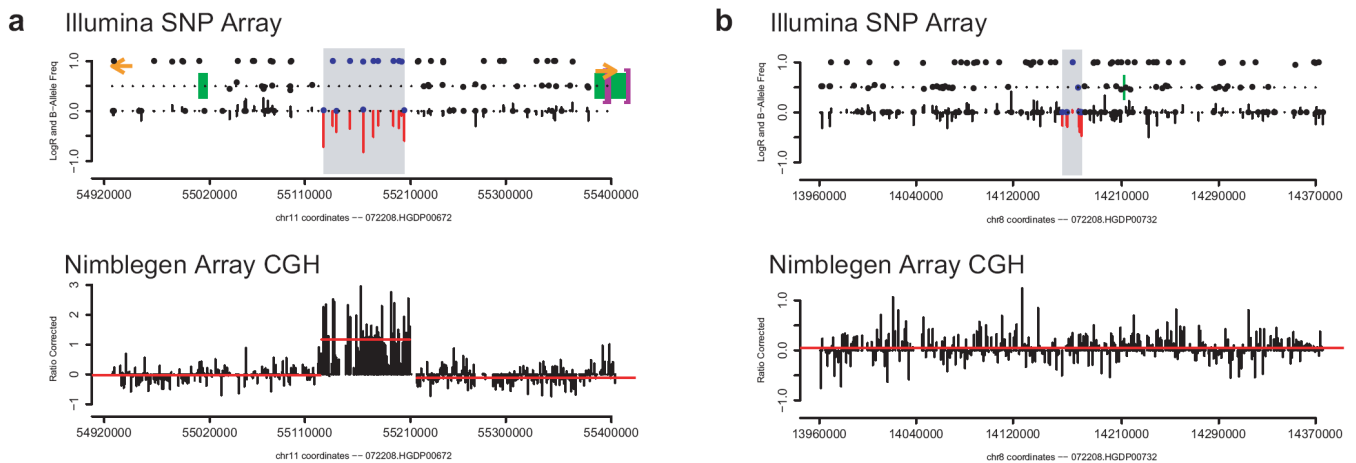 a
Illumina SNP Array
LogR and B-Allele Freq
1.0
0.0
-1.0
54920000 55020000 55110000 55210000 55300000 55400000
chr11 coordinates -- 072208.HGDP00672
Nimblegen Array CGH
Ratio Corrected
3
2
1
0
-1
54920000 55020000 55110000 55210000 55300000 55400000
chr11 coordinates -- 072208.HGDP00672
b
Illumina SNP Array
LogR and B-Allele Freq
1.0
0.0
-1.0
13960000 14040000 14120000 14210000 14290000 14370000
chr8 coordinates -- 072208.HGDP00732
Nimblegen Array CGH
Ratio Corrected
1.0
0.0
-1.0
13960000 14040000 14120000 14210000 14290000 14370000
chr8 coordinates -- 072208.HGDP00732